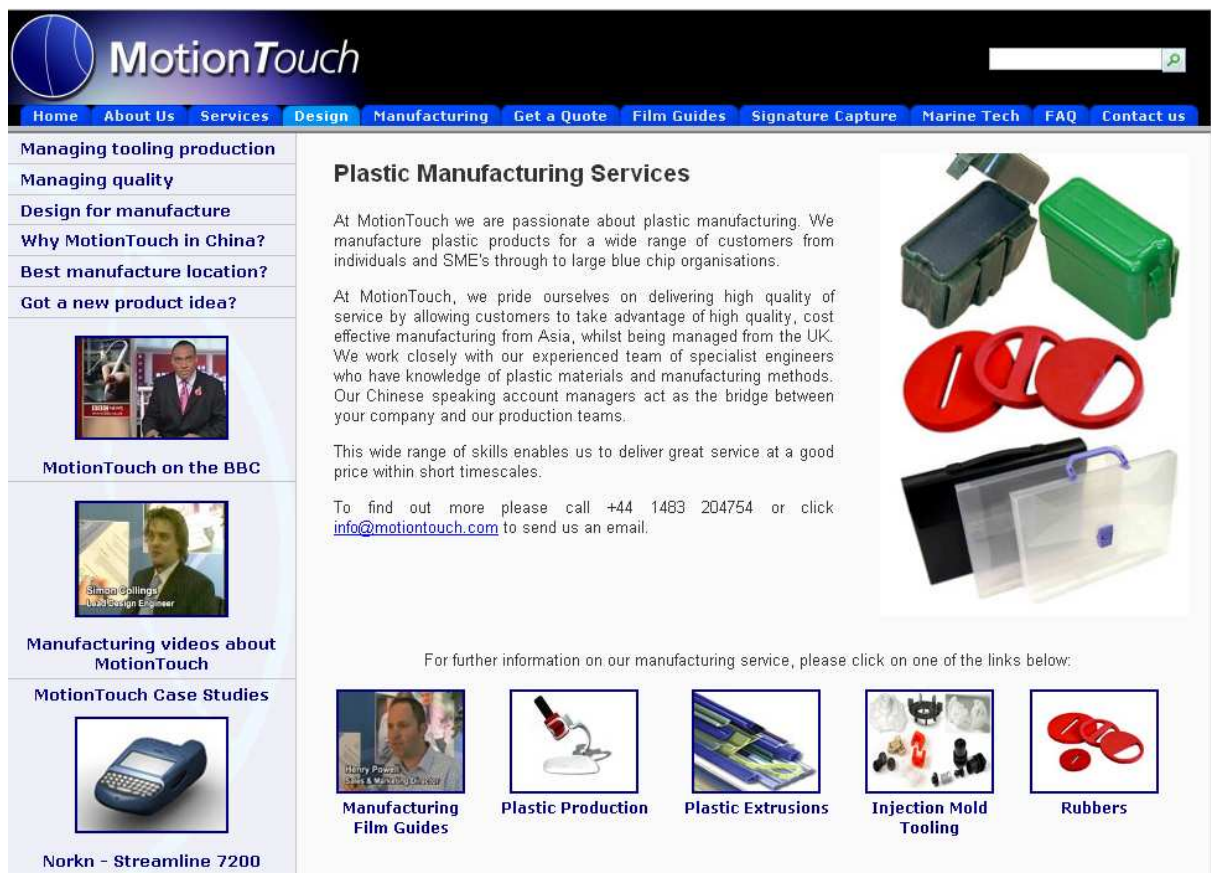 MotionTouch
Home About Us Services Design Manufacturing Get a Quote Film Guides Signature Capture Marine Tech FAQ Contact us
Managing tooling production
Managing quality
Design for manufacture
Why MotionTouch in China?
Best manufacture location?
Got a new product idea?
BBC NEWS
MotionTouch on the BBC
Simon Collings
Lead Design Engineer
Manufacturing videos about
MotionTouch
MotionTouch Case Studies
Norkn - Streamline 7200
Plastic Manufacturing Services
At MotionTouch we are passionate about plastic manufacturing. We
manufacture plastic products for a wide range of customers from
individuals and SME's through to large blue chip organisations.
At MotionTouch, we pride ourselves on delivering high quality of
service by allowing customers to take advantage of high quality, cost
effective manufacturing from Asia, whilst being managed from the UK.
We work closely with our experienced team of specialist engineers
who have knowledge of plastic materials and manufacturing methods.
Our Chinese speaking account managers act as the bridge between
your company and our production teams.
This wide range of skills enables us to deliver great service at a good
price within short timescales.
To find out more please call +44 1483 204754 or click
info@motiontouch.com to send us an email.
For further information on our manufacturing service, please click on one of the links below:
Henry Powell
Sales & Marketing Director
Manufacturing
Film Guides
Plastic Production
Plastic Extrusions
Injection Mold
Tooling
Rubbers